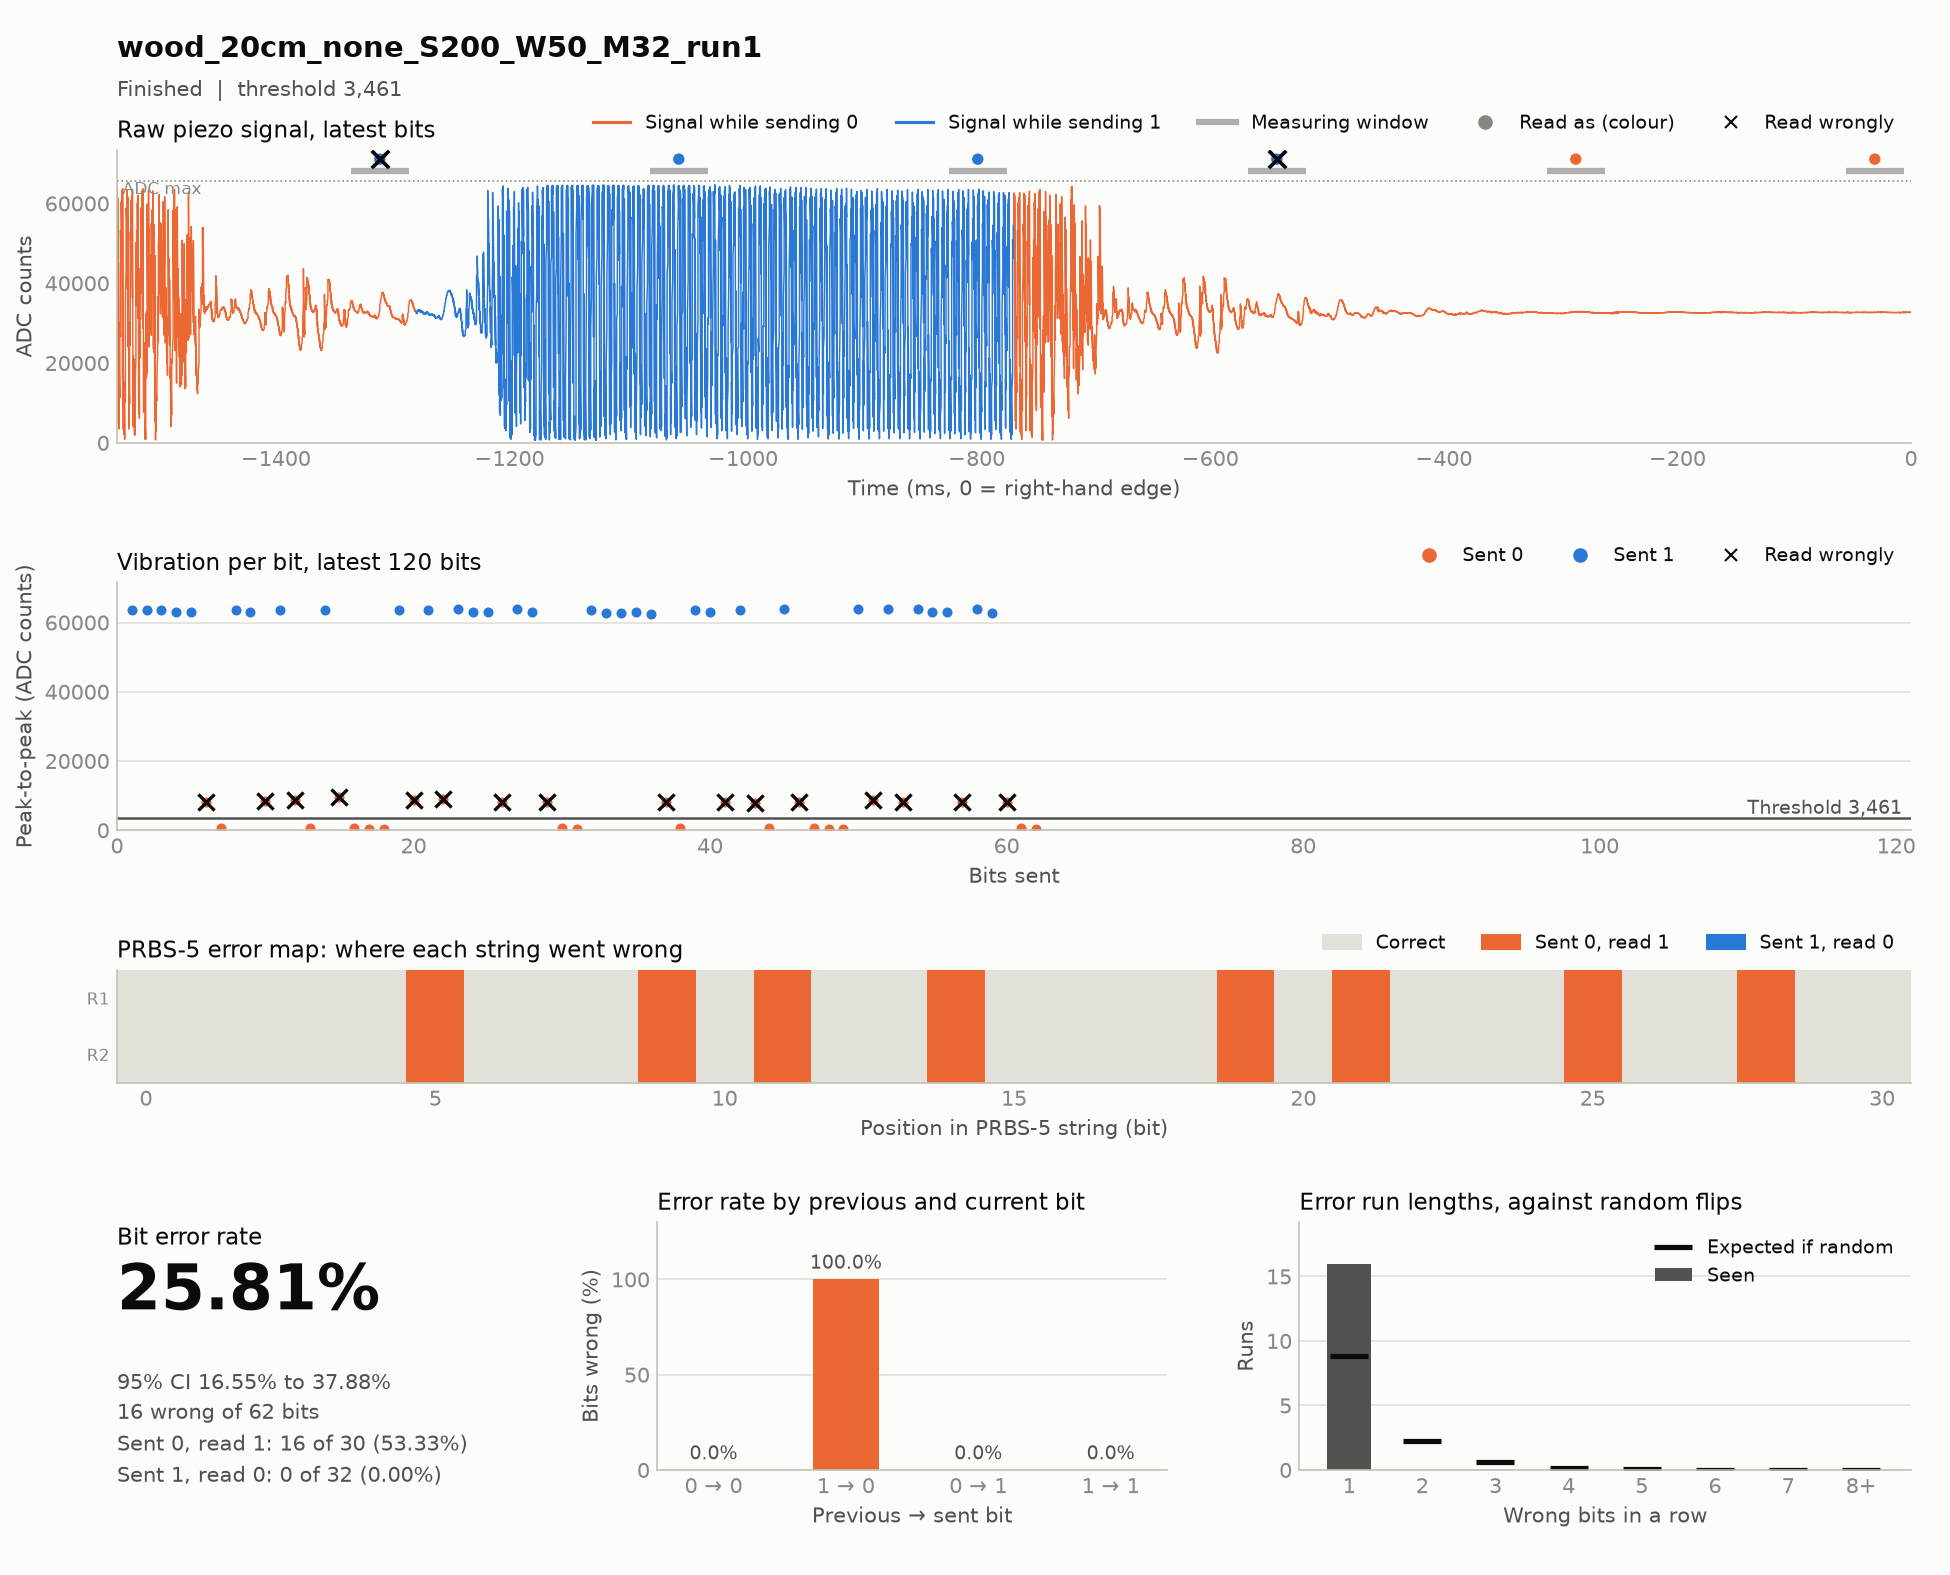 wood_20cm_none_S200_W50_M32_run1
Finished | threshold 3,461
Raw piezo signal, latest bits
Signal while sending 0
Signal while sending 1
Measuring window
Read as (colour)
Read wrongly
ADC max
60000
40000
20000
0
ADC counts
−1400
−1200
−1000
−800
−600
−400
−200
0
Time (ms, 0 = right-hand edge)
Vibration per bit, latest 120 bits
Sent 0
Sent 1
Read wrongly
60000
40000
20000
0
Peak-to-peak (ADC counts)
Threshold 3,461
0
20
40
60
80
100
120
Bits sent
PRBS-5 error map: where each string went wrong
Correct
Sent 0, read 1
Sent 1, read 0
R1
R2
0
5
10
15
20
25
30
Position in PRBS-5 string (bit)
Bit error rate
25.81%
95% CI 16.55% to 37.88%
16 wrong of 62 bits
Sent 0, read 1: 16 of 30 (53.33%)
Sent 1, read 0: 0 of 32 (0.00%)
Error rate by previous and current bit
100
50
0
Bits wrong (%)
0.0%
100.0%
0.0%
0.0%
0 → 0
1 → 0
0 → 1
1 → 1
Previous → sent bit
Error run lengths, against random flips
Expected if random
Seen
15
10
5
0
Runs
1
2
3
4
5
6
7
8+
Wrong bits in a row